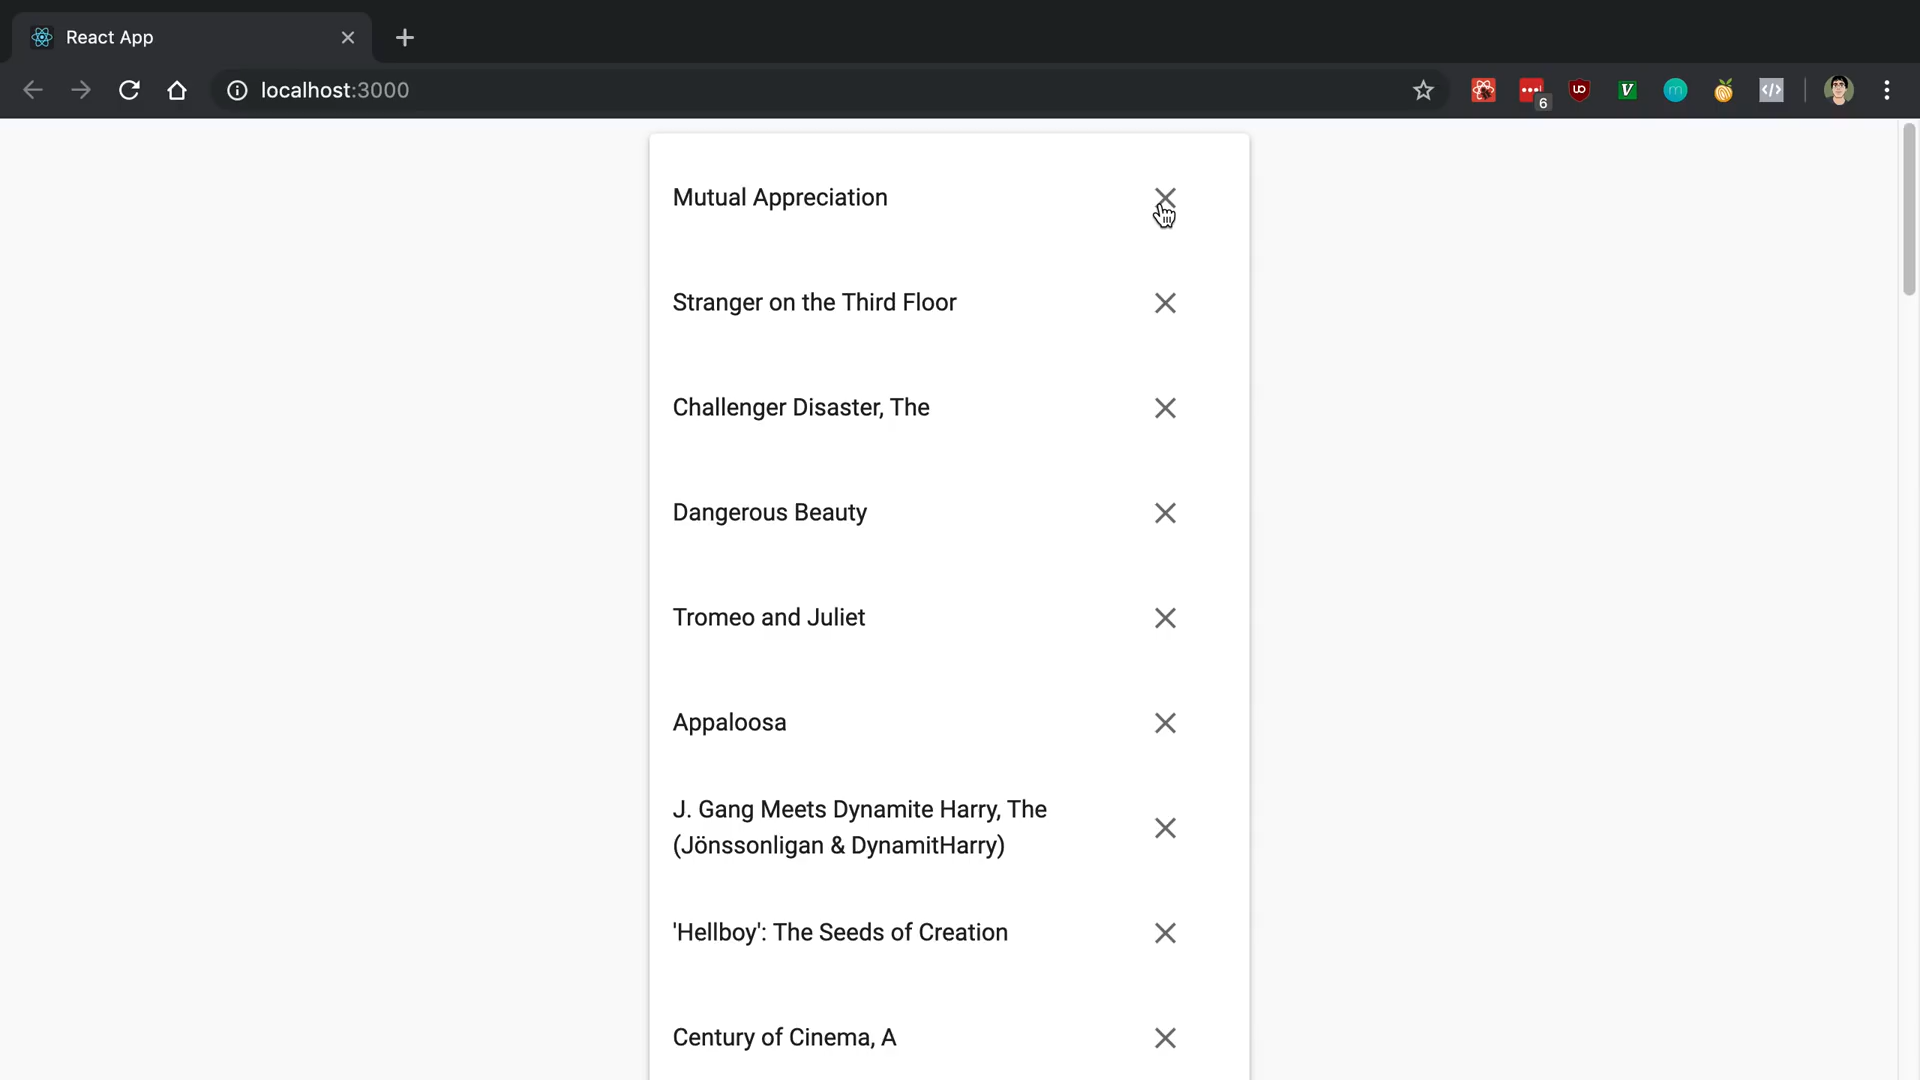 React App
localhost:3000
6
Mutual Appreciation
Stranger on the Third Floor
Challenger Disaster, The
Dangerous Beauty
Tromeo and Juliet
Appaloosa
J. Gang Meets Dynamite Harry, The
(Jönssonligan & DynamitHarry)
'Hellboy': The Seeds of Creation
Century of Cinema, A